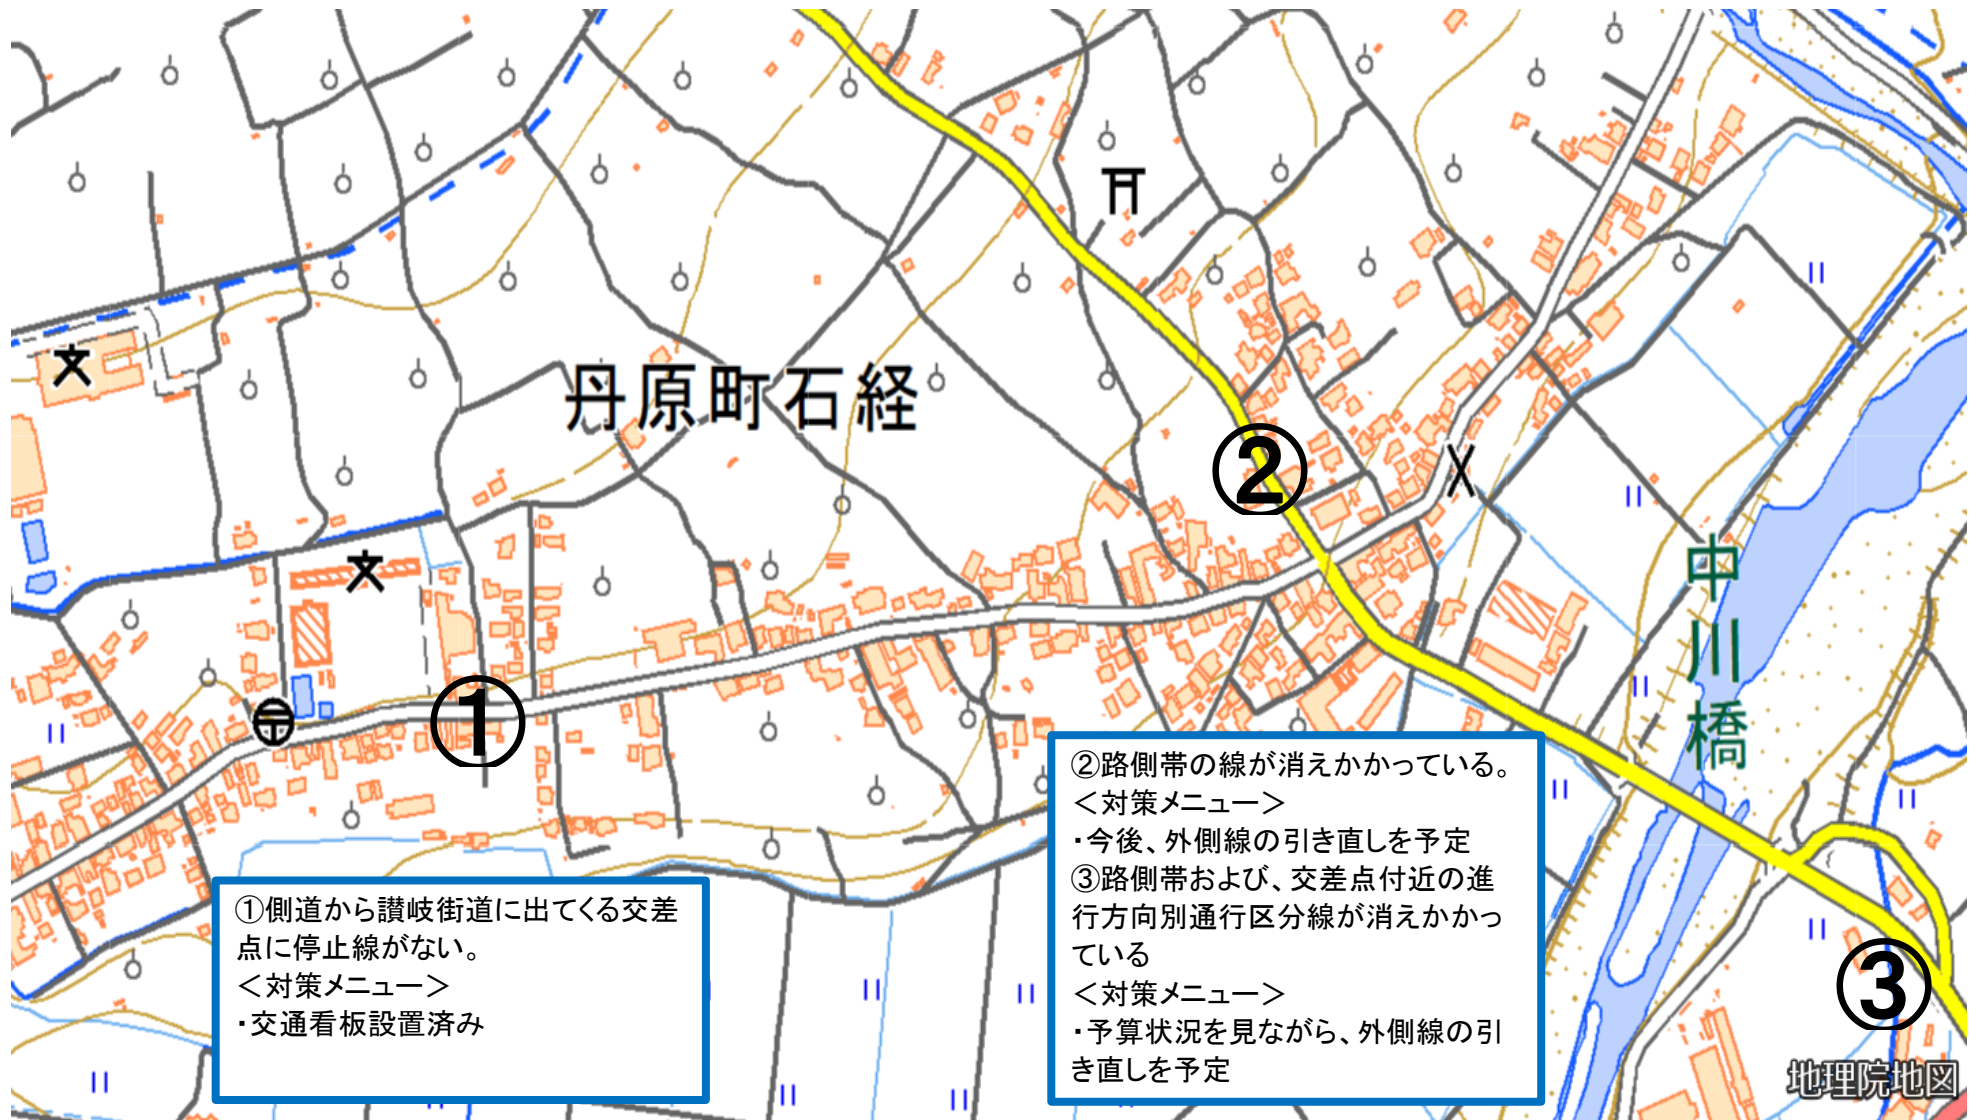 丹原町石経
②
①
中川橋
③
①側道から讃岐街道に出てくる交差
点に停止線がない。
＜対策メニュー＞
・交通看板設置済み
②路側帯の線が消えかかっている。
＜対策メニュー＞
・今後、外側線の引き直しを予定
③路側帯および、交差点付近の進
行方向別通行区分線が消えかかっ
ている
＜対策メニュー＞
・予算状況を見ながら、外側線の引
き直しを予定
地理院地図